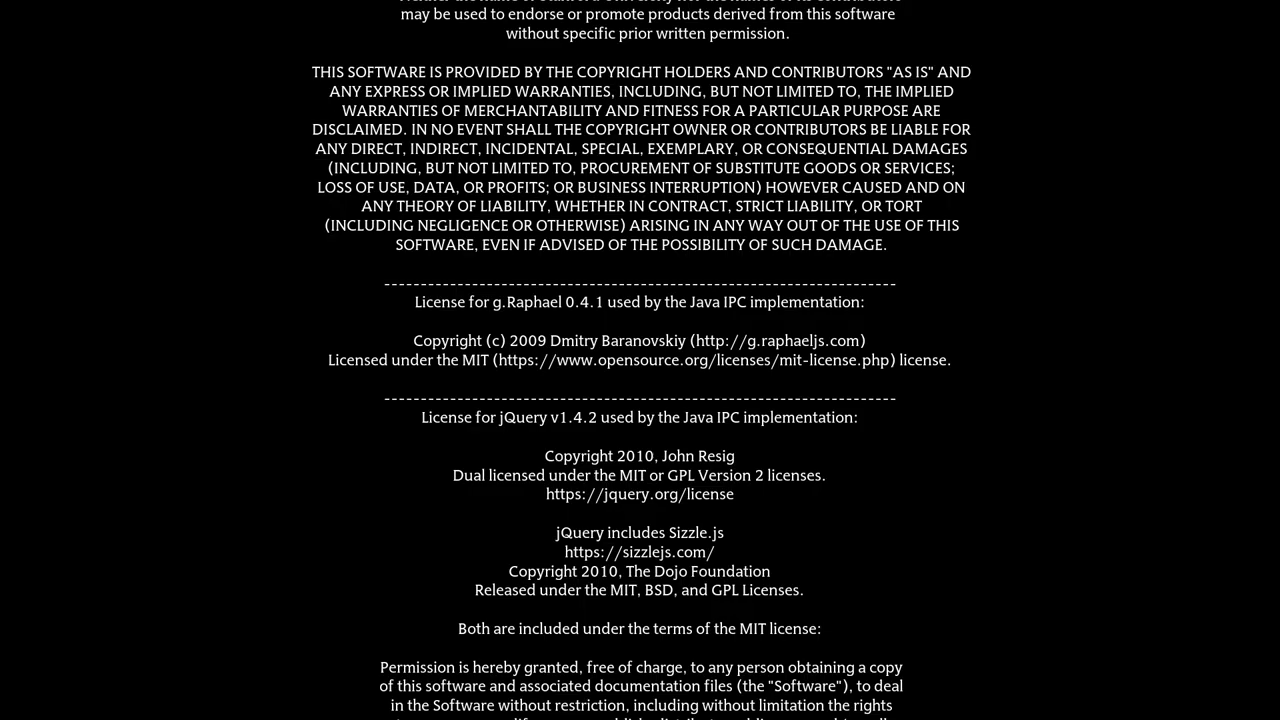 may be used to endorse or promote products derived from this software
without specific prior written permission.
THIS SOFTWARE IS PROVIDED BY THE COPYRIGHT HOLDERS AND CONTRIBUTORS "AS IS" AND
ANY EXPRESS OR IMPLIED WARRANTIES, INCLUDING, BUT NOT LIMITED TO, THE IMPLIED
WARRANTIES OF MERCHANTABILITY AND FITNESS FOR A PARTICULAR PURPOSE ARE
DISCLAIMED. IN NO EVENT SHALL THE COPYRIGHT OWNER OR CONTRIBUTORS BE LIABLE FOR
ANY DIRECT, INDIRECT, INCIDENTAL, SPECIAL, EXEMPLARY, OR CONSEQUENTIAL DAMAGES
(INCLUDING, BUT NOT LIMITED TO, PROCUREMENT OF SUBSTITUTE GOODS OR SERVICES;
LOSS OF USE, DATA, OR PROFITS; OR BUSINESS INTERRUPTION) HOWEVER CAUSED AND ON
ANY THEORY OF LIABILITY, WHETHER IN CONTRACT, STRICT LIABILITY, OR TORT
(INCLUDING NEGLIGENCE OR OTHERWISE) ARISING IN ANY WAY OUT OF THE USE OF THIS
SOFTWARE, EVEN IF ADVISED OF THE POSSIBILITY OF SUCH DAMAGE.
----------------------------------------------------------------------
License for g.Raphael 0.4.1 used by the Java IPC implementation:
Copyright (c) 2009 Dmitry Baranovskiy (http://g.raphaeljs.com)
Licensed under the MIT (https://www.opensource.org/licenses/mit-license.php) license.
----------------------------------------------------------------------
License for jQuery v1.4.2 used by the Java IPC implementation:
Copyright 2010, John Resig
Dual licensed under the MIT or GPL Version 2 licenses.
https://jquery.org/license
jQuery includes Sizzle.js
https://sizzlejs.com/
Copyright 2010, The Dojo Foundation
Released under the MIT, BSD, and GPL Licenses.
Both are included under the terms of the MIT license:
Permission is hereby granted, free of charge, to any person obtaining a copy
of this software and associated documentation files (the "Software"), to deal
in the Software without restriction, including without limitation the rights